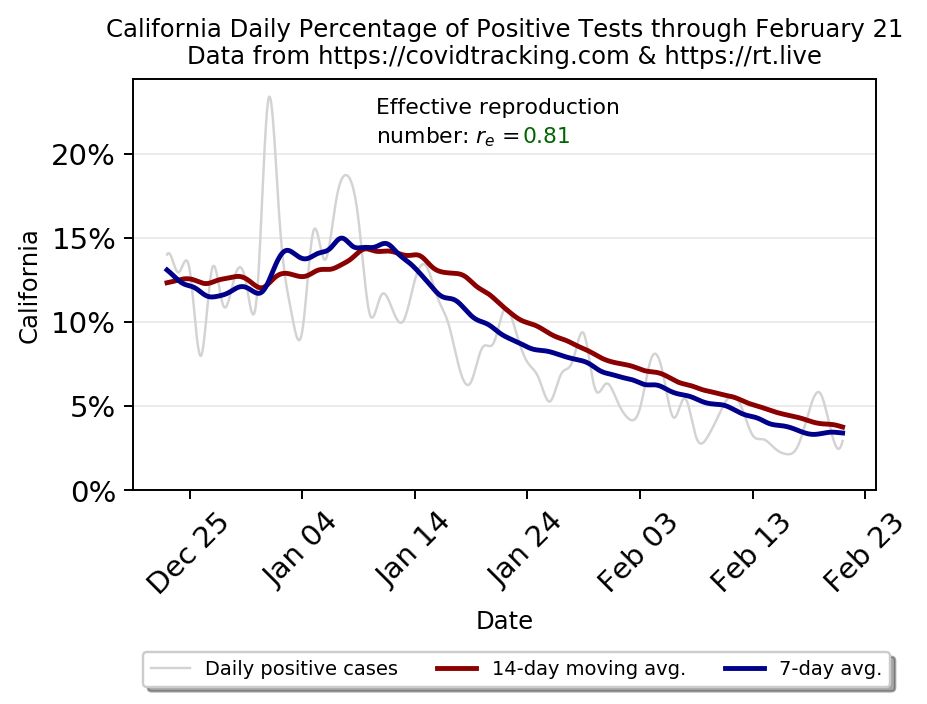 California Daily Percentage of Positive Tests through February 21
Data from https://covidtracking.com & https://rt.live
Effective reproduction
number: rₑ =0.81
20%
15%
10%
5%
0%
California
Dec 25
Jan 04
Jan 14
Jan 24
Feb 03
Feb 13
Feb 23
Date
Daily positive cases
14-day moving avg.
7-day avg.